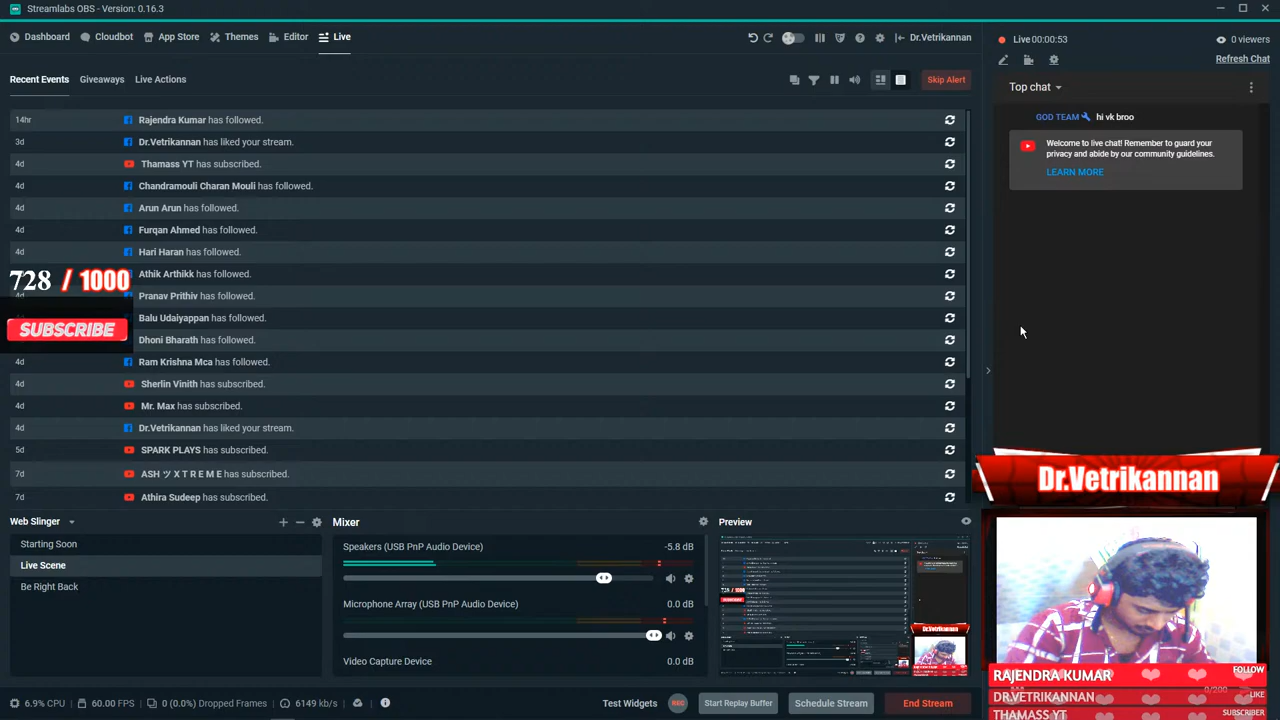 Streamlabs OBS - Version: 0.16.3
Dashboard Cloudbot App Store Themes Editor Live Dr.Vetrikannan
Live 00:00:53 0 viewers
Refresh Chat
Recent Events Giveaways Live Actions Skip Alert
Top chat
GOD TEAM hi vk broo
Welcome to live chat! Remember to guard your
privacy and abide by our community guidelines.
LEARN MORE
14hr Rajendra Kumar has followed.
3d Dr.Vetrikannan has liked your stream.
4d Thamass YT has subscribed.
4d Chandramouli Charan Mouli has followed.
4d Arun Arun has followed.
4d Furqan Ahmed has followed.
4d Hari Haran has followed.
Athik Arthikk has followed.
728 / 1000
4d Pranav Prithiv has followed.
Balu Udaiyappan has followed.
SUBSCRIBE
Dhoni Bharath has followed.
4d Ram Krishna Mca has followed.
4d Sherlin Vinith has subscribed.
4d Mr. Max has subscribed.
4d Dr.Vetrikannan has liked your stream.
5d SPARK PLAYS has subscribed.
7d ASH ツ X T R E M E has subscribed.
7d Athira Sudeep has subscribed.
Dr.Vetrikannan
Web Slinger
Starting Soon
Live Scene
Be Right Back
Mixer
Speakers (USB PnP Audio Device) -5.8 dB
Microphone Array (USB PnP Audio Device) 0.0 dB
Video Capture Device 0.0 dB
Preview
RAJENDRA KUMAR FOLLOW
0/200
DR.VETRIKANNAN LIKE
THAMASS YT SUBSCRIBER
6.9% CPU 60.00 FPS 0 (0.0%) Dropped Frames
Test Widgets REC Start Replay Buffer Schedule Stream End Stream